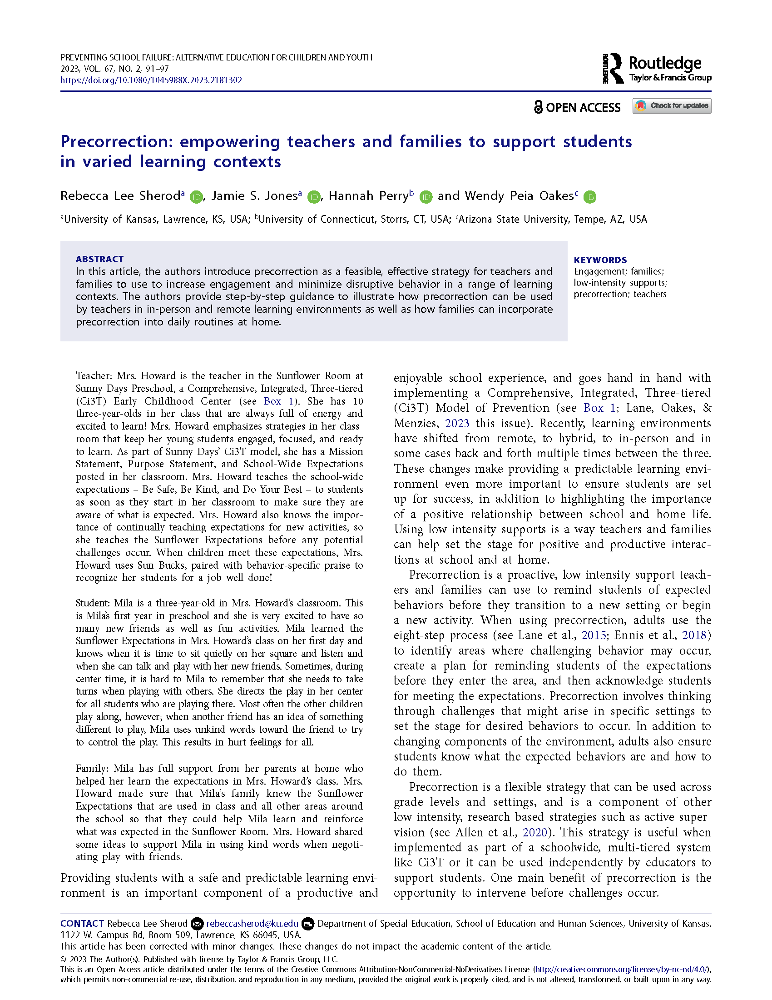 PREVENTING SCHOOL FAILURE: ALTERNATIVE EDUCATION FOR CHILDREN AND YOUTH
2023, VOL. 67, NO. 2, 91–97
https://doi.org/10.1080/1045988X.2023.2181302
ROUTLEDGE
Routledge
Taylor & Francis Group
OPEN ACCESS
Check for updates
Precorrection: empowering teachers and families to support students
in varied learning contexts
Rebecca Lee Sherodᵃ iD, Jamie S. Jonesᵃ iD, Hannah Perryᵇ iD and Wendy Peia Oakesᶜ iD
ᵃUniversity of Kansas, Lawrence, KS, USA; ᵇUniversity of Connecticut, Storrs, CT, USA; ᶜArizona State University, Tempe, AZ, USA
ABSTRACT
In this article, the authors introduce precorrection as a feasible, effective strategy for teachers and
families to use to increase engagement and minimize disruptive behavior in a range of learning
contexts. The authors provide step-by-step guidance to illustrate how precorrection can be used
by teachers in in-person and remote learning environments as well as how families can incorporate
precorrection into daily routines at home.
KEYWORDS
Engagement; families;
low-intensity supports;
precorrection; teachers
Teacher: Mrs. Howard is the teacher in the Sunflower Room at
Sunny Days Preschool, a Comprehensive, Integrated, Three-tiered
(Ci3T) Early Childhood Center (see Box 1). She has 10
three-year-olds in her class that are always full of energy and
excited to learn! Mrs. Howard emphasizes strategies in her class-
room that keep her young students engaged, focused, and ready
to learn. As part of Sunny Days’ Ci3T model, she has a Mission
Statement, Purpose Statement, and School-Wide Expectations
posted in her classroom. Mrs. Howard teaches the school-wide
expectations – Be Safe, Be Kind, and Do Your Best – to students
as soon as they start in her classroom to make sure they are
aware of what is expected. Mrs. Howard also knows the impor-
tance of continually teaching expectations for new activities, so
she teaches the Sunflower Expectations before any potential
challenges occur. When children meet these expectations, Mrs.
Howard uses Sun Bucks, paired with behavior-specific praise to
recognize her students for a job well done!
Student: Mila is a three-year-old in Mrs. Howard’s classroom. This
is Mila’s first year in preschool and she is very excited to have so
many new friends as well as fun activities. Mila learned the
Sunflower Expectations in Mrs. Howard’s class on her first day and
knows when it is time to sit quietly on her square and listen and
when she can talk and play with her new friends. Sometimes, during
center time, it is hard to Mila to remember that she needs to take
turns when playing with others. She directs the play in her center
for all students who are playing there. Most often the other children
play along, however; when another friend has an idea of something
different to play, Mila uses unkind words toward the friend to try
to control the play. This results in hurt feelings for all.
Family: Mila has full support from her parents at home who
helped her learn the expectations in Mrs. Howard’s class. Mrs.
Howard made sure that Mila’s family knew the Sunflower
Expectations that are used in class and all other areas around
the school so that they could help Mila learn and reinforce
what was expected in the Sunflower Room. Mrs. Howard shared
some ideas to support Mila in using kind words when negoti-
ating play with friends.
Providing students with a safe and predictable learning envi-
ronment is an important component of a productive and
enjoyable school experience, and goes hand in hand with
implementing a Comprehensive, Integrated, Three-tiered
(Ci3T) Model of Prevention (see Box 1; Lane, Oakes, &
Menzies, 2023 this issue). Recently, learning environments
have shifted from remote, to hybrid, to in-person and in
some cases back and forth multiple times between the three.
These changes make providing a predictable learning envi-
ronment even more important to ensure students are set
up for success, in addition to highlighting the importance
of a positive relationship between school and home life.
Using low intensity supports is a way teachers and families
can help set the stage for positive and productive interac-
tions at school and at home.
Precorrection is a proactive, low intensity support teach-
ers and families can use to remind students of expected
behaviors before they transition to a new setting or begin
a new activity. When using precorrection, adults use the
eight-step process (see Lane et al., 2015; Ennis et al., 2018)
to identify areas where challenging behavior may occur,
create a plan for reminding students of the expectations
before they enter the area, and then acknowledge students
for meeting the expectations. Precorrection involves thinking
through challenges that might arise in specific settings to
set the stage for desired behaviors to occur. In addition to
changing components of the environment, adults also ensure
students know what the expected behaviors are and how to
do them.
Precorrection is a flexible strategy that can be used across
grade levels and settings, and is a component of other
low-intensity, research-based strategies such as active super-
vision (see Allen et al., 2020). This strategy is useful when
implemented as part of a schoolwide, multi-tiered system
like Ci3T or it can be used independently by educators to
support students. One main benefit of precorrection is the
opportunity to intervene before challenges occur.
CONTACT Rebecca Lee Sherod rebeccasherod@ku.edu Department of Special Education, School of Education and Human Sciences, University of Kansas,
1122 W. Campus Rd, Room 509, Lawrence, KS 66045, USA.
This article has been corrected with minor changes. These changes do not impact the academic content of the article.
© 2023 The Author(s). Published with license by Taylor & Francis Group, LLC.
This is an Open Access article distributed under the terms of the Creative Commons Attribution-NonCommercial-NoDerivatives License (http://creativecommons.org/licenses/by-nc-nd/4.0/),
which permits non-commercial re-use, distribution, and reproduction in any medium, provided the original work is properly cited, and is not altered, transformed, or built upon in any way.